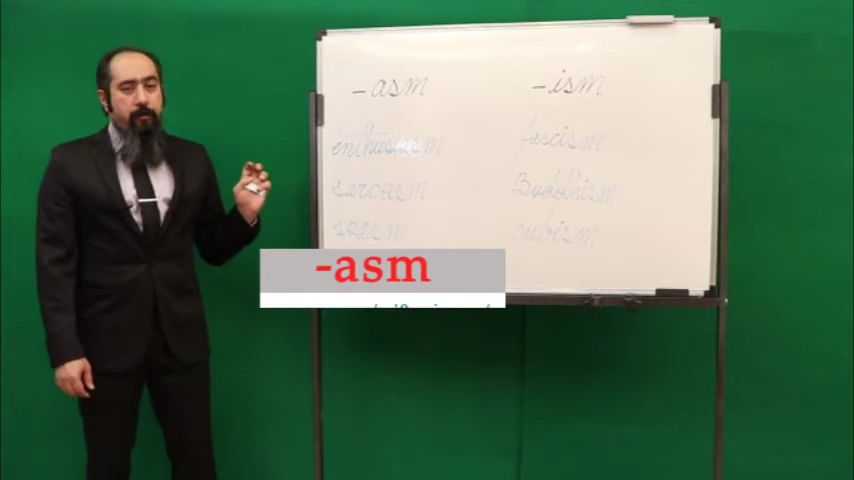 -asm -ism
enthusiasm fascism
sarcasm Buddhism
spasm cubism
-asm